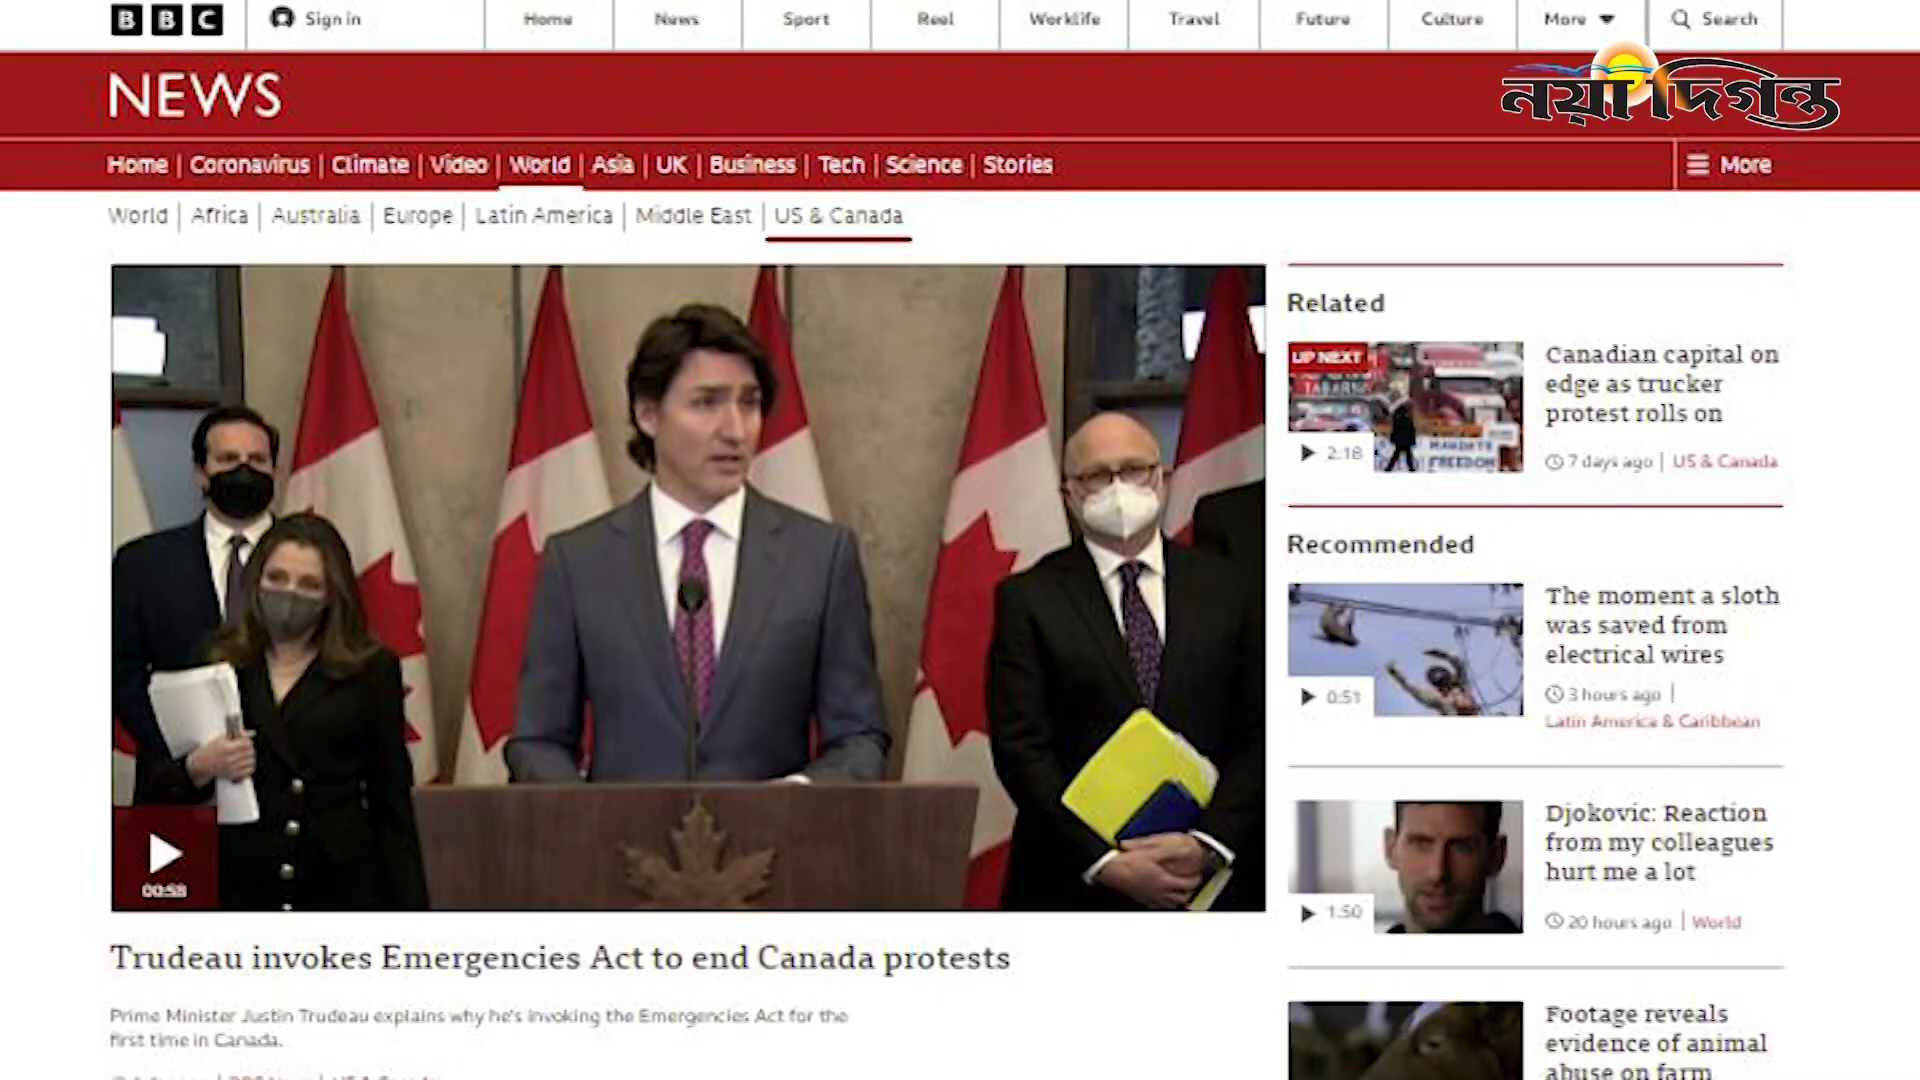 BBC
Sign in
Home
News
Sport
Reel
Worklife
Travel
Future
Culture
More
Search
NEWS
নয়া দিগন্ত
Home | Coronavirus | Climate | Video | World | Asia | UK | Business | Tech | Science | Stories
More
World | Africa | Australia | Europe | Latin America | Middle East | US & Canada
00:58
Trudeau invokes Emergencies Act to end Canada protests
Prime Minister Justin Trudeau explains why he's invoking the Emergencies Act for the
first time in Canada.
Related
UP NEXT
MANDATE
FREEDOM
2:18
Canadian capital on
edge as trucker
protest rolls on
7 days ago | US & Canada
Recommended
0:51
The moment a sloth
was saved from
electrical wires
3 hours ago |
Latin America & Caribbean
1:50
Djokovic: Reaction
from my colleagues
hurt me a lot
20 hours ago | World
Footage reveals
evidence of animal
abuse on farm